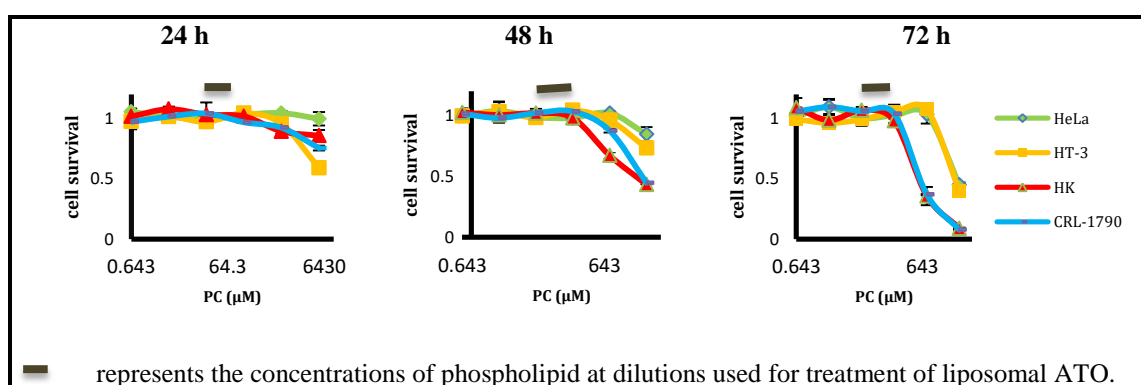 24 h 48 h 72 h
cell survival
1
0.5
0
0.643 64.3 6430
PC (μM)
cell survival
1
0.5
0
0.643 643
PC (μM)
cell survival
1
0.5
0
0.643 643
PC (μM)
HeLa
HT-3
HK
CRL-1790
represents the concentrations of phospholipid at dilutions used for treatment of liposomal ATO.